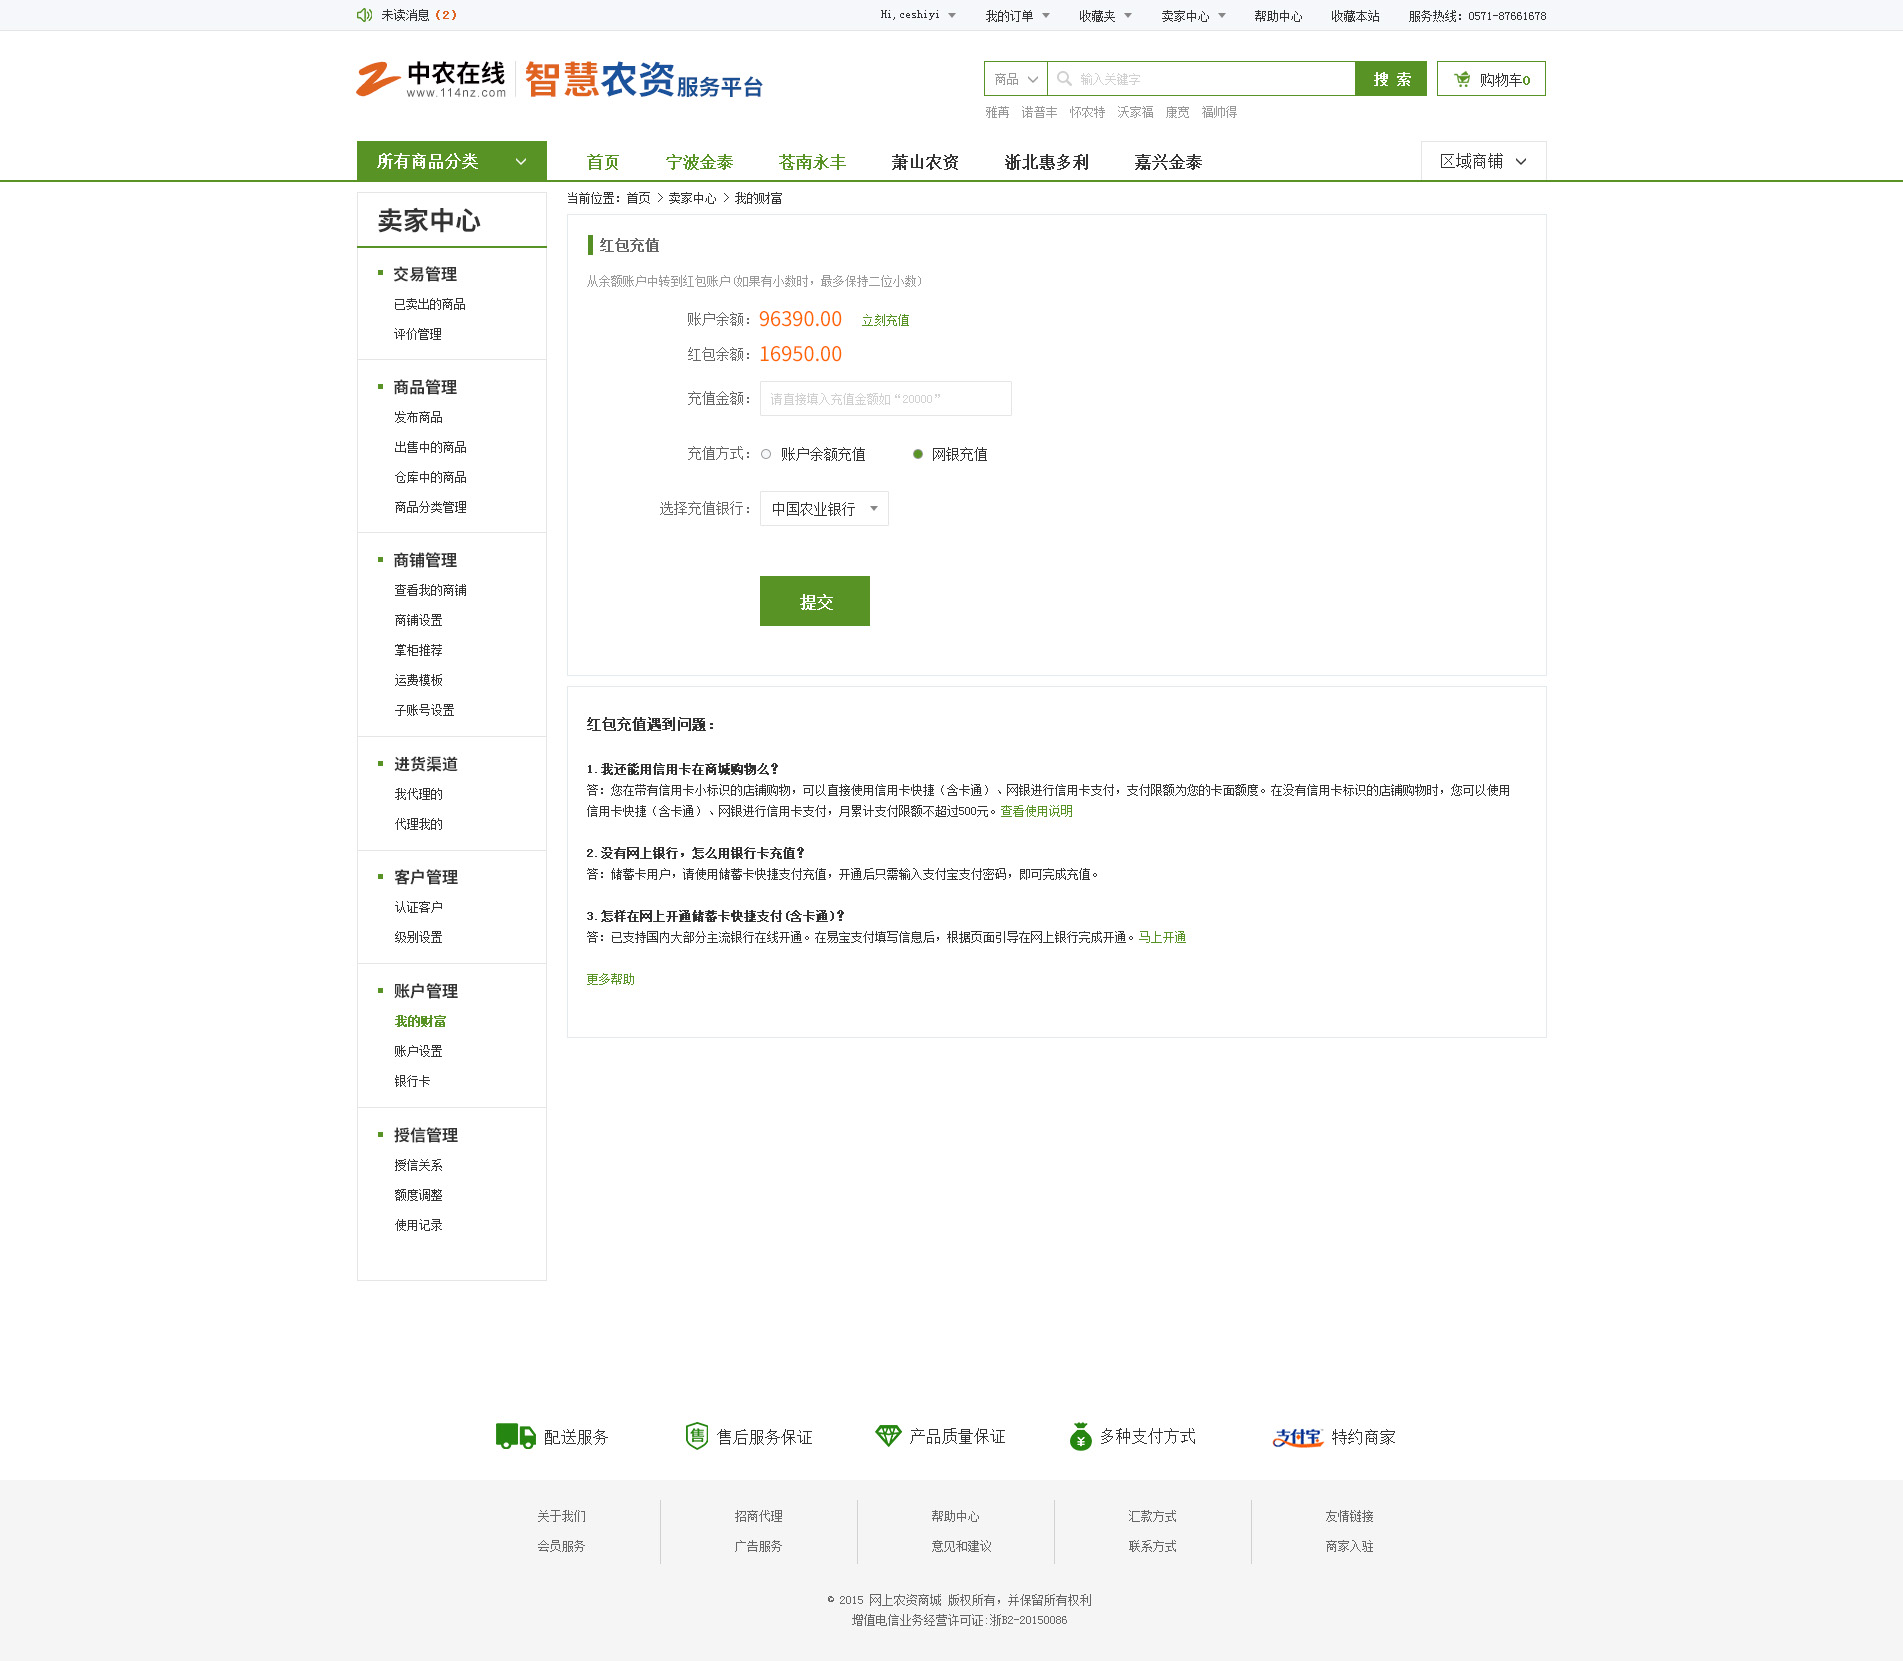 未读消息（2）
Hi,ceshiyi 我的订单 收藏夹 卖家中心 帮助中心 收藏本站 服务热线：0571-87661678
中农在线 www.114nz.com 智慧农资服务平台
商品 输入关键字 搜 索 购物车0
雅苒 诺普丰 怀农特 沃家福 康宽 福帅得
所有商品分类 首页 宁波金泰 苍南永丰 萧山农资 浙北惠多利 嘉兴金泰 区域商铺
当前位置：首页 > 卖家中心 > 我的财富
卖家中心
交易管理
已卖出的商品
评价管理
商品管理
发布商品
出售中的商品
仓库中的商品
商品分类管理
商铺管理
查看我的商铺
商铺设置
掌柜推荐
运费模板
子账号设置
进货渠道
我代理的
代理我的
客户管理
认证客户
级别设置
账户管理
我的财富
账户设置
银行卡
授信管理
授信关系
额度调整
使用记录
红包充值
从余额账户中转到红包账户(如果有小数时，最多保持二位小数）
账户余额：96390.00 立刻充值
红包余额：16950.00
充值金额：请直接填入充值金额如“20000”
充值方式： 账户余额充值 网银充值
选择充值银行：中国农业银行
提交
红包充值遇到问题：
1.我还能用信用卡在商城购物么？
答：您在带有信用卡小标识的店铺购物，可以直接使用信用卡快捷（含卡通）、网银进行信用卡支付，支付限额为您的卡面额度。在没有信用卡标识的店铺购物时，您可以使用
信用卡快捷（含卡通）、网银进行信用卡支付，月累计支付限额不超过500元。查看使用说明
2.没有网上银行，怎么用银行卡充值？
答：储蓄卡用户，请使用储蓄卡快捷支付充值，开通后只需输入支付宝支付密码，即可完成充值。
3.怎样在网上开通储蓄卡快捷支付(含卡通)？
答：已支持国内大部分主流银行在线开通。在易宝支付填写信息后，根据页面引导在网上银行完成开通。马上开通
更多帮助
配送服务 售 售后服务保证 产品质量保证 ¥ 多种支付方式 支付宝 特约商家
关于我们 招商代理 帮助中心 汇款方式 友情链接
会员服务 广告服务 意见和建议 联系方式 商家入驻
© 2015 网上农资商城 版权所有，并保留所有权利
增值电信业务经营许可证:浙B2-20150086